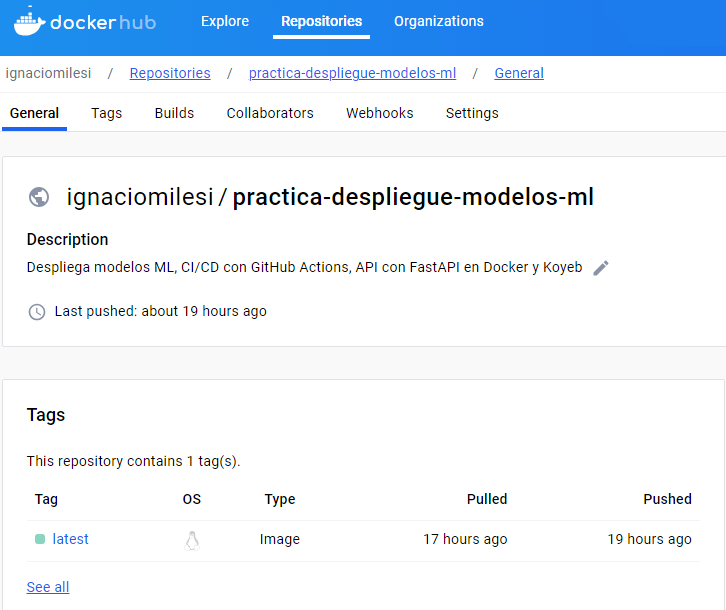 docker hub
Explore Repositories Organizations
ignaciomilesi / Repositories / practica-despliegue-modelos-ml / General
General Tags Builds Collaborators Webhooks Settings
ignaciomilesi / practica-despliegue-modelos-ml
Description
Despliega modelos ML, CI/CD con GitHub Actions, API con FastAPI en Docker y Koyeb
Last pushed: about 19 hours ago
Tags
This repository contains 1 tag(s).
Tag OS Type Pulled Pushed
latest Image 17 hours ago 19 hours ago
See all